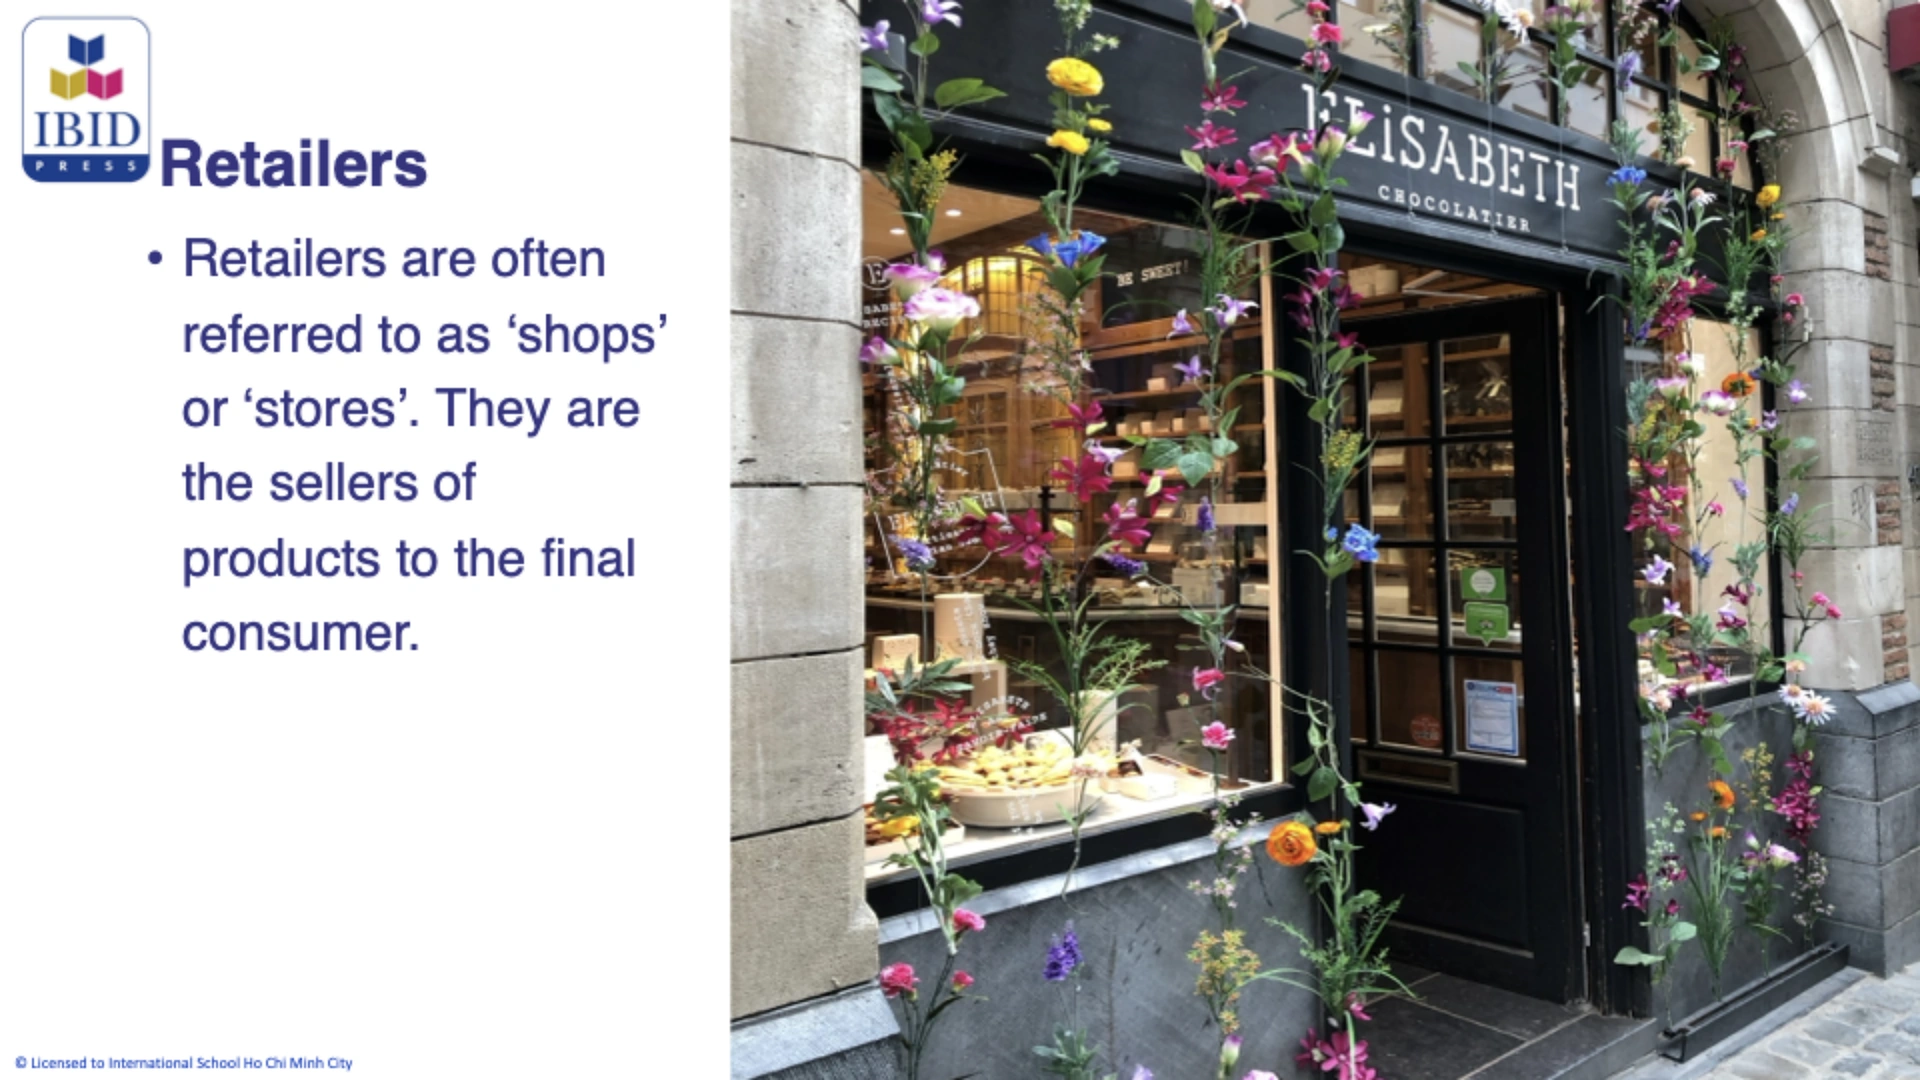 IBID
PRESS
Retailers
• Retailers are often
referred to as ‘shops’
or ‘stores’. They are
the sellers of
products to the final
consumer.
ELiSABETH
CHOCOLATIER
BE SWEET!
© Licensed to International School Ho Chi Minh City